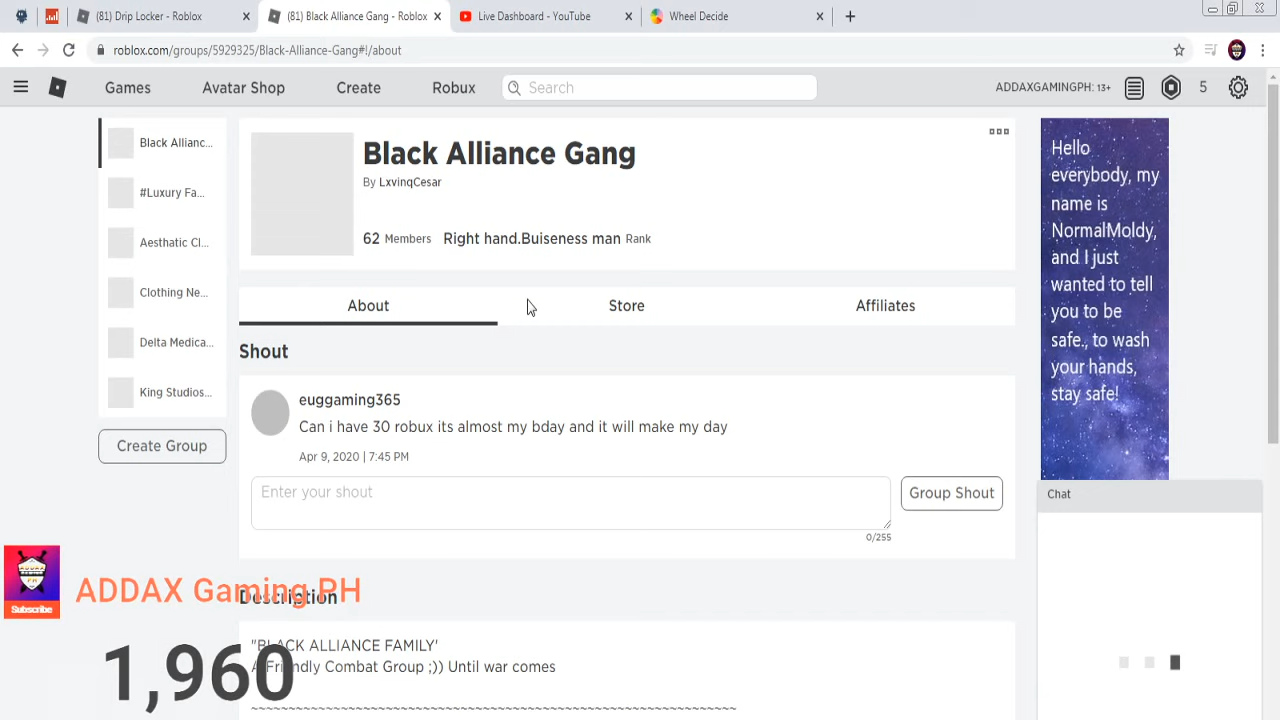 (81) Drip Locker - Roblox
(81) Black Alliance Gang - Roblox
Live Dashboard - YouTube
Wheel Decide
roblox.com/groups/5929325/Black-Alliance-Gang#!/about
Games
Avatar Shop
Create
Robux
Search
ADDAXGAMINGPH: 13+
5
Black Allianc...
#Luxury Fa...
Aesthatic Cl...
Clothing Ne...
Delta Medica...
King Studios...
Create Group
Black Alliance Gang
By LxvinqCesar
62 Members Right hand.Buiseness man Rank
About
Store
Affiliates
Shout
euggaming365
Can i have 30 robux its almost my bday and it will make my day
Apr 9, 2020 | 7:45 PM
Enter your shout
Group Shout
0/255
Description
"BLACK ALLIANCE FAMILY'
A Friendly Combat Group ;)) Until war comes
~~~~~~~~~~~~~~~~~~~~~~~~~~~~~~~~~~~~~~~~~~~~~~~~~~~~~~~~~~~~~~~~~
Hello
everybody, my
name is
NormalMoldy,
and I just
wanted to tell
you to be
safe., to wash
your hands,
stay safe!
Chat
ADDAX GAMING PH
Subscribe
ADDAX Gaming PH
1,960